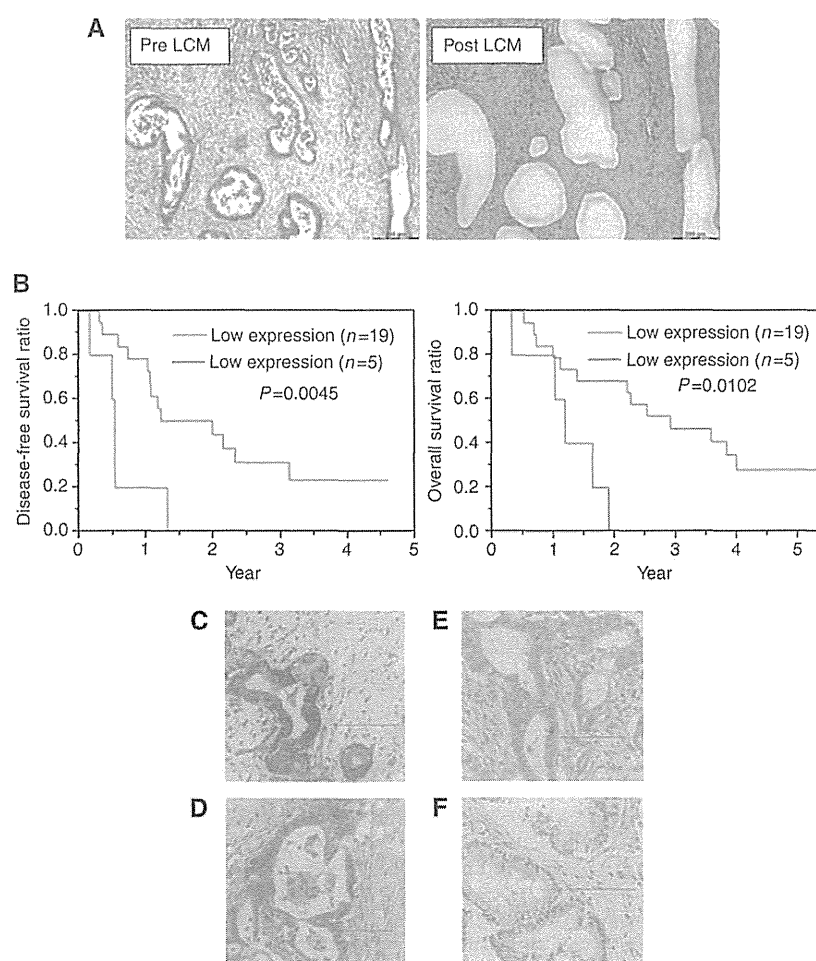 A
Pre LCM
Post LCM
B
Disease-free survival ratio
1.0
0.8
0.6
0.4
0.2
0.0
0
1
2
3
4
5
Year
Low expression (n=19)
Low expression (n=5)
P=0.0045
Overall survival ratio
1.0
0.8
0.6
0.4
0.2
0.0
0
1
2
3
4
5
Year
Low expression (n=19)
Low expression (n=5)
P=0.0102
C
E
D
F